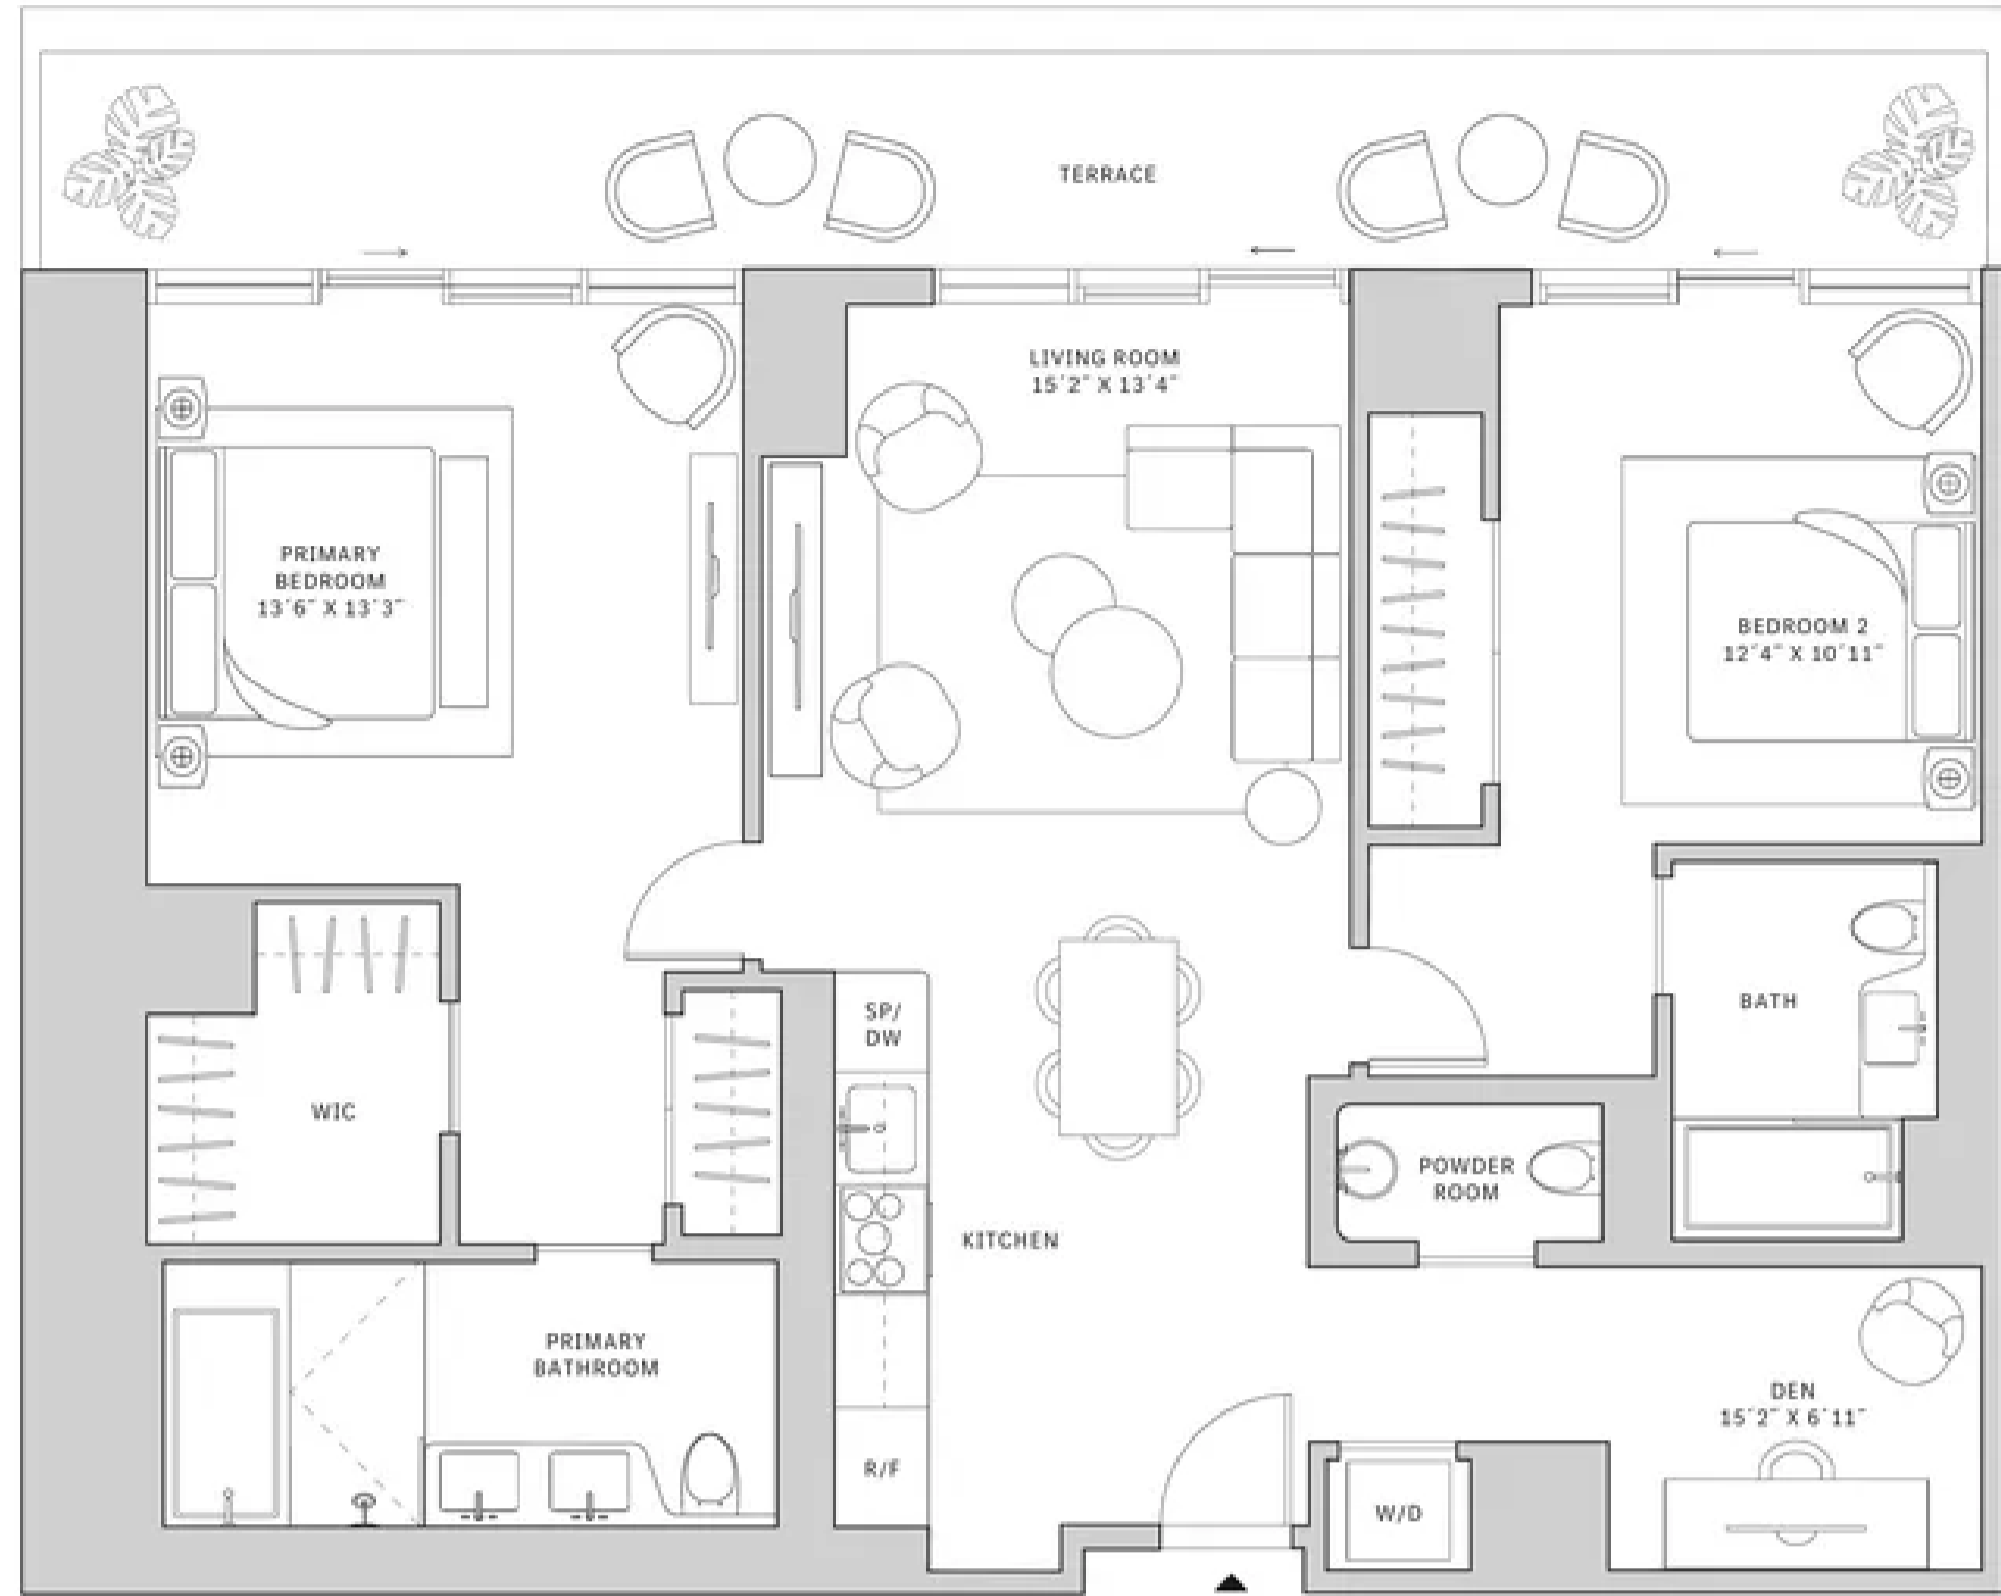 TERRACE
LIVING ROOM
15´2˝ X 13´4˝
PRIMARY
BEDROOM
13´6˝ X 13´3˝
BEDROOM 2
12´4˝ X 10´11˝
SP/
DW
BATH
WIC
POWDER
ROOM
KITCHEN
PRIMARY
BATHROOM
DEN
15´2˝ X 6´11˝
R/F
W/D